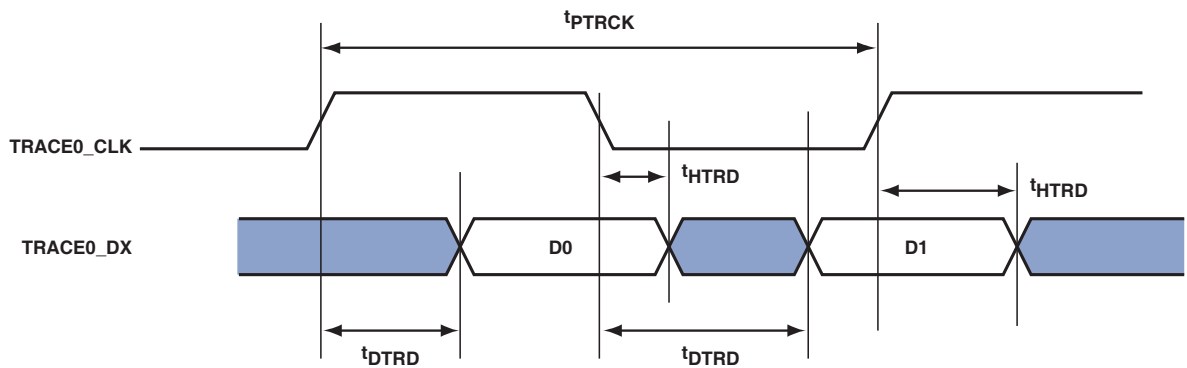 tPTRCK
TRACE0_CLK
tHTRD
tHTRD
TRACE0_DX
D0
D1
tDTRD
tDTRD